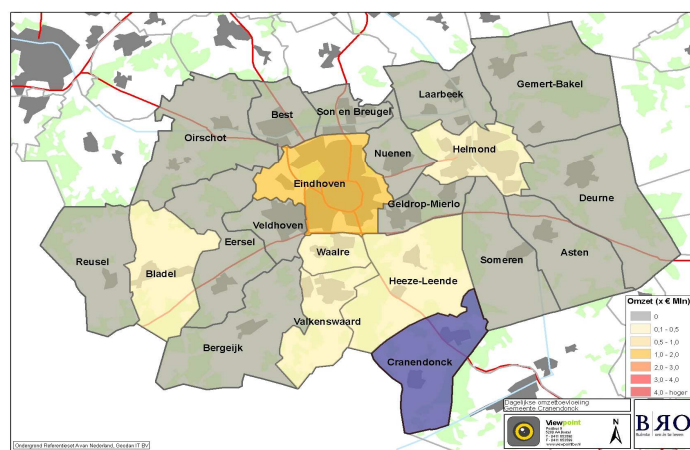 Gemert-Bakel
Laarbeek
Best
Son en Breugel
Oirschot
Nuenen
Helmond
Eindhoven
Deurne
Geldrop-Mierlo
Veldhoven
Eersel
Waalre
Reusel
Bladel
Heeze-Leende
Someren
Asten
Valkenswaard
Bergeijk
Cranendonck
Omzet (x € Mln)
0
0,1 - 0,5
0,5 - 1,0
1,0 - 2,0
2,0 - 3,0
3,0 - 4,0
4,0 - hoger
Dagelijkse omzettoevloeiing
Gemeente Cranendonck
Viewpoint
N
BRO
Ondergrond Referentieset A van Nederland, Geodan IT BV